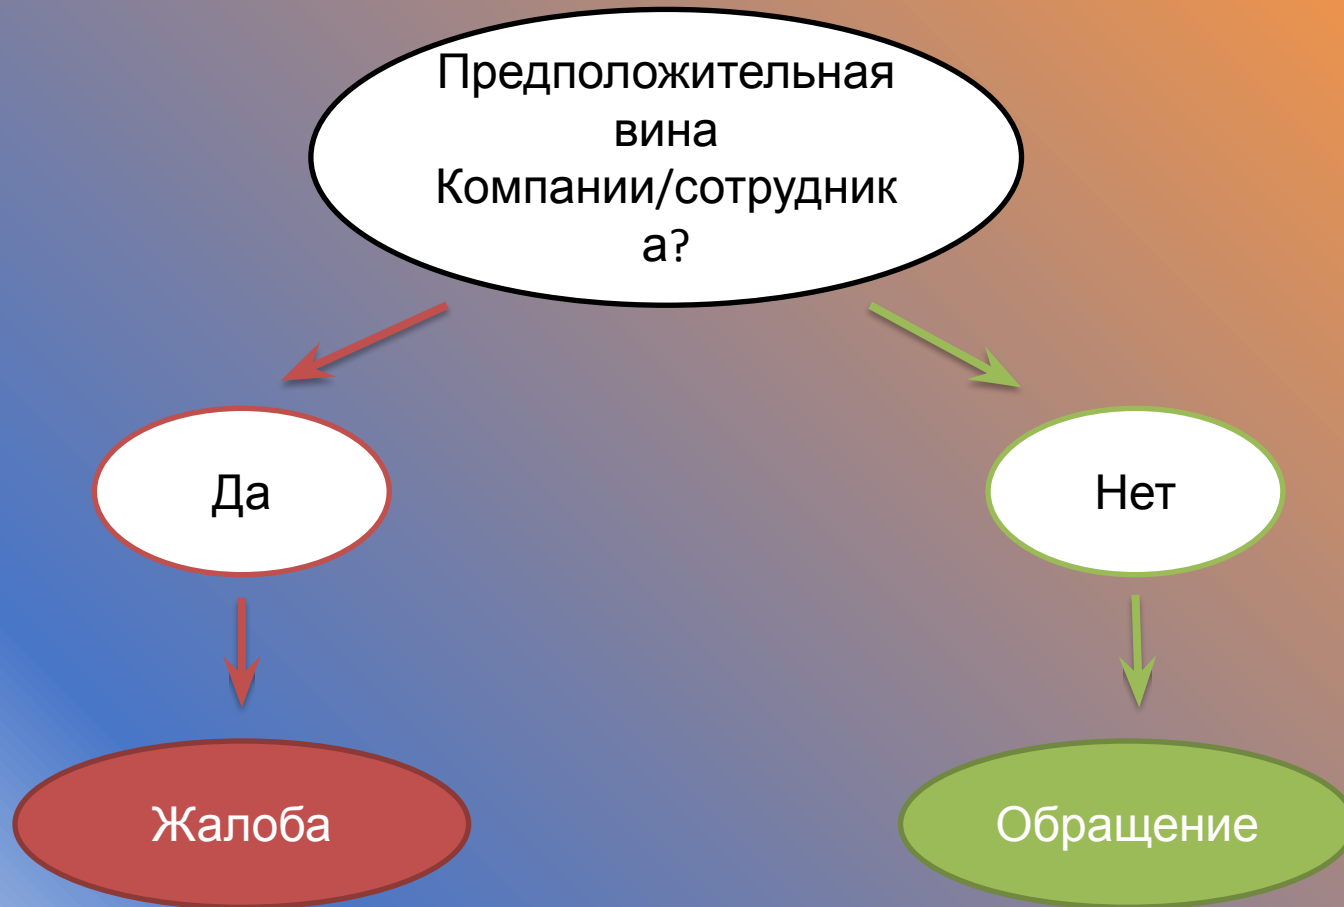 Предположительная
вина
Компании/сотрудник
а?
Да
Нет
Жалоба
Обращение